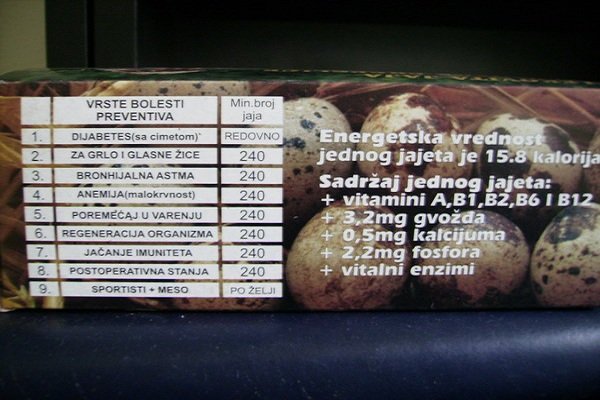 VRSTE BOLESTI Min.broj
PREVENTIVA jaja
1. DIJABETES(sa cimetom)* REDOVNO
2. ZA GRLO I GLASNE ŽICE 240
3. BRONHIJALNA ASTMA 240
4. ANEMIJA(malokrvnost) 240
5. POREMEĆAJ U VARENJU 240
6. REGENERACIJA ORGANIZMA 240
7. JAČANJE IMUNITETA 240
8. POSTOPERATIVNA STANJA 240
9. SPORTISTI + MESO PO ŽELJI
Energetska vrednost
jednog jajeta je 15.8 kalorija
Sadržaj jednog jajeta:
+ vitamini A,B1,B2,B6 I B12
+ 3,2mg gvožda
+ 0,5mg kalcijuma
+ 2,2mg fosfora
+ vitalni enzimi